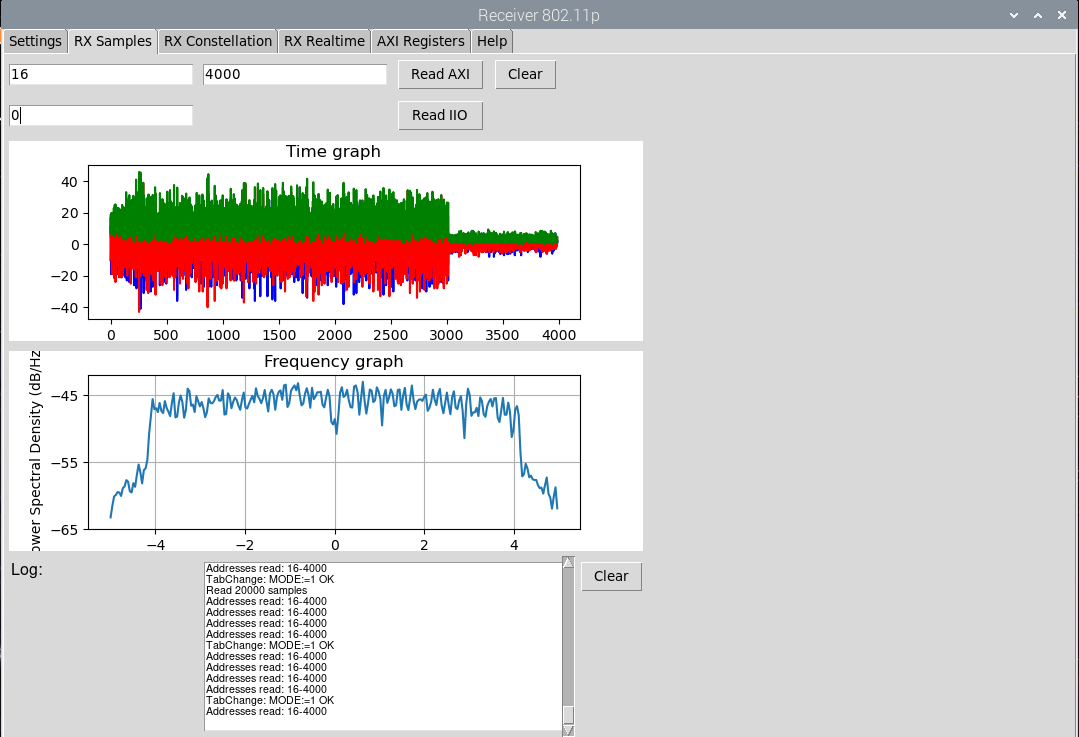 Receiver 802.11p
Settings RX Samples RX Constellation RX Realtime AXI Registers Help
16 4000 Read AXI Clear
0 Read IIO
Time graph
40
20
0
−20
−40
0 500 1000 1500 2000 2500 3000 3500 4000
Frequency graph
ower Spectral Density (dB/Hz
−45
−55
−65
−4 −2 0 2 4
Log:
Clear
Addresses read: 16-4000
TabChange: MODE:=1 OK
Read 20000 samples
Addresses read: 16-4000
Addresses read: 16-4000
Addresses read: 16-4000
Addresses read: 16-4000
TabChange: MODE:=1 OK
Addresses read: 16-4000
Addresses read: 16-4000
Addresses read: 16-4000
Addresses read: 16-4000
TabChange: MODE:=1 OK
Addresses read: 16-4000